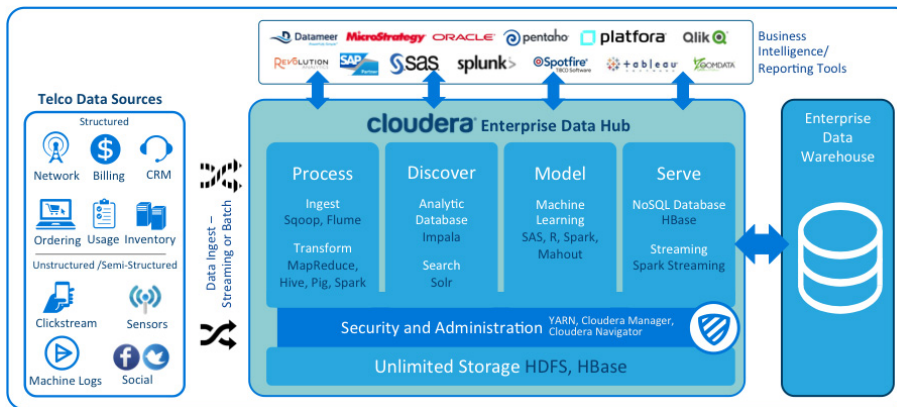 Datameer
MicroStrategy
ORACLE
pentaho
platfora
Qlik
REVOLUTION
SAP
Partner
sas
splunk>
Spotfire
TIBCO Software
+ a b l e a u
ZOOMDATA
Business
Intelligence/
Reporting Tools
Telco Data Sources
Structured
Network
Billing
CRM
Ordering
Usage
Inventory
Unstructured /Semi-Structured
Clickstream
Sensors
Machine Logs
Social
Data Ingest –
Streaming or Batch
cloudera Enterprise Data Hub
Process
Ingest
Sqoop, Flume
Transform
MapReduce,
Hive, Pig, Spark
Discover
Analytic
Database
Impala
Search
Solr
Model
Machine
Learning
SAS, R, Spark,
Mahout
Serve
NoSQL Database
HBase
Streaming
Spark Streaming
Security and Administration YARN, Cloudera Manager,
Cloudera Navigator
Unlimited Storage HDFS, HBase
Enterprise
Data
Warehouse